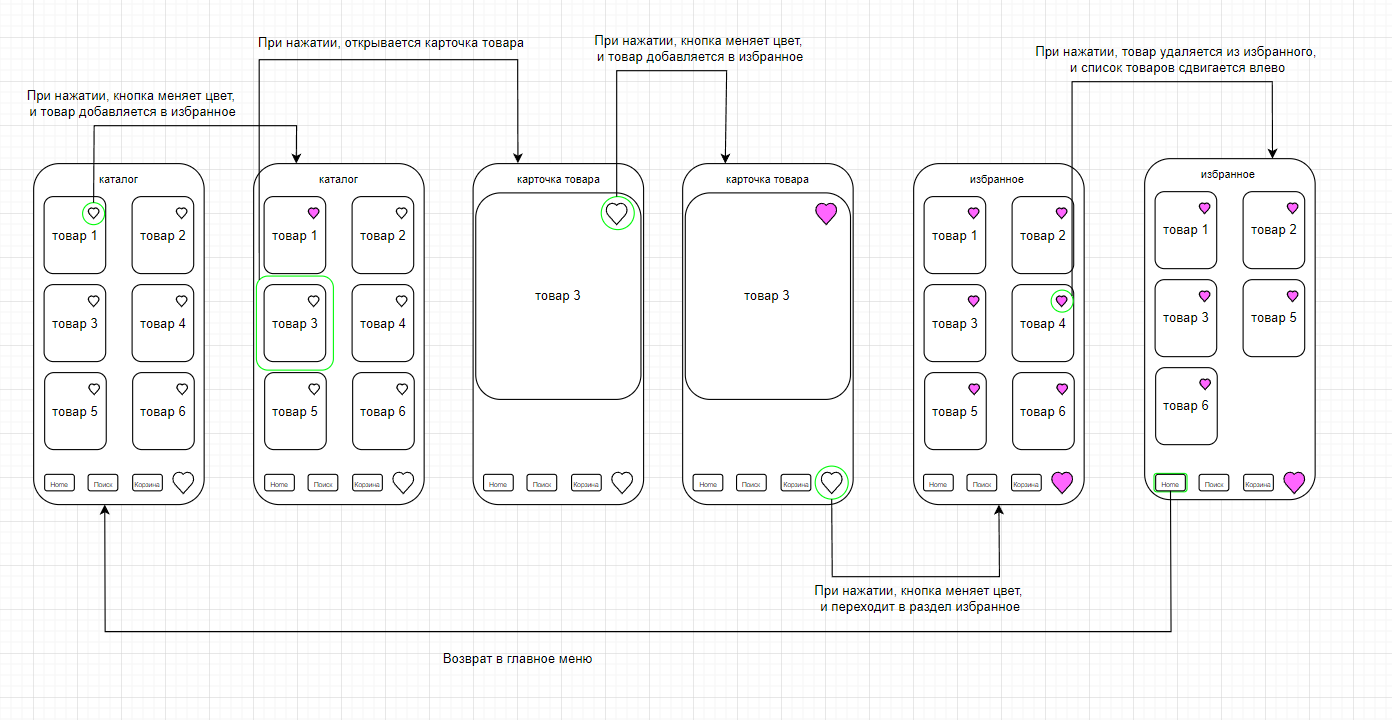 При нажатии, открывается карточка товара
При нажатии, кнопка меняет цвет,
и товар добавляется в избранное
При нажатии, товар удаляется из избранного,
и список товаров сдвигается влево
При нажатии, кнопка меняет цвет,
и товар добавляется в избранное
каталог
товар 1
товар 2
товар 3
товар 4
товар 5
товар 6
Home
Поиск
Корзина
каталог
товар 1
товар 2
товар 3
товар 4
товар 5
товар 6
Home
Поиск
Корзина
карточка товара
товар 3
Home
Поиск
Корзина
карточка товара
товар 3
Home
Поиск
Корзина
избранное
товар 1
товар 2
товар 3
товар 4
товар 5
товар 6
Home
Поиск
Корзина
избранное
товар 1
товар 2
товар 3
товар 5
товар 6
Home
Поиск
Корзина
При нажатии, кнопка меняет цвет,
и переходит в раздел избранное
Возврат в главное меню